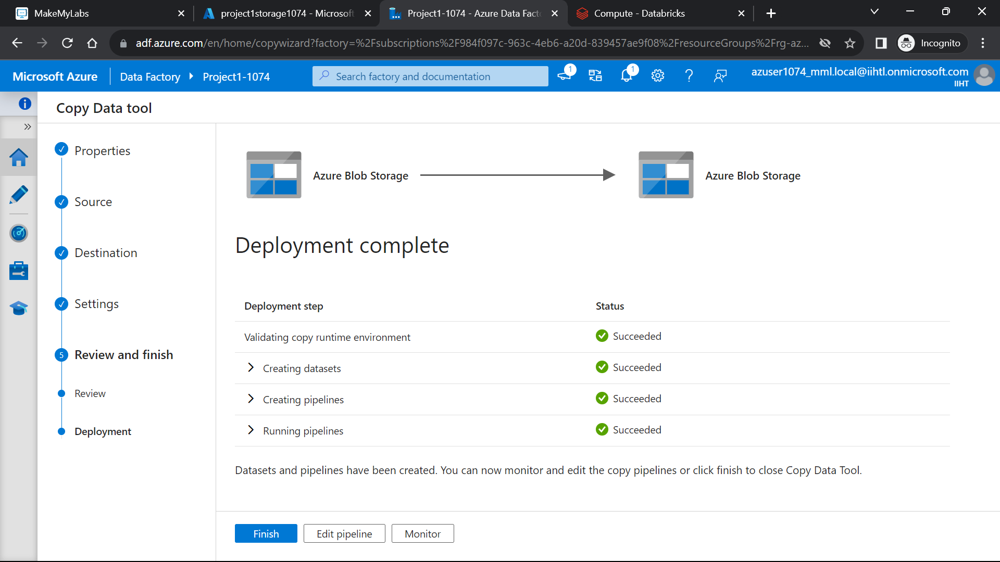 MakeMyLabs
project1storage1074 - Microsoft
Project1-1074 - Azure Data Fact
Compute - Databricks
adf.azure.com/en/home/copywizard?factory=%2Fsubscriptions%2F984f097c-963c-4eb6-a20d-839457ae9f08%2FresourceGroups%2Frg-az...
Incognito
Microsoft Azure
Data Factory
Project1-1074
Search factory and documentation
1
1
azuser1074_mml.local@iihtl.onmicrosoft.com
IIHT
Copy Data tool
Properties
Source
Destination
Settings
5 Review and finish
Review
Deployment
Azure Blob Storage
Azure Blob Storage
Deployment complete
Deployment step Status
Validating copy runtime environment Succeeded
Creating datasets Succeeded
Creating pipelines Succeeded
Running pipelines Succeeded
Datasets and pipelines have been created. You can now monitor and edit the copy pipelines or click finish to close Copy Data Tool.
Finish
Edit pipeline
Monitor